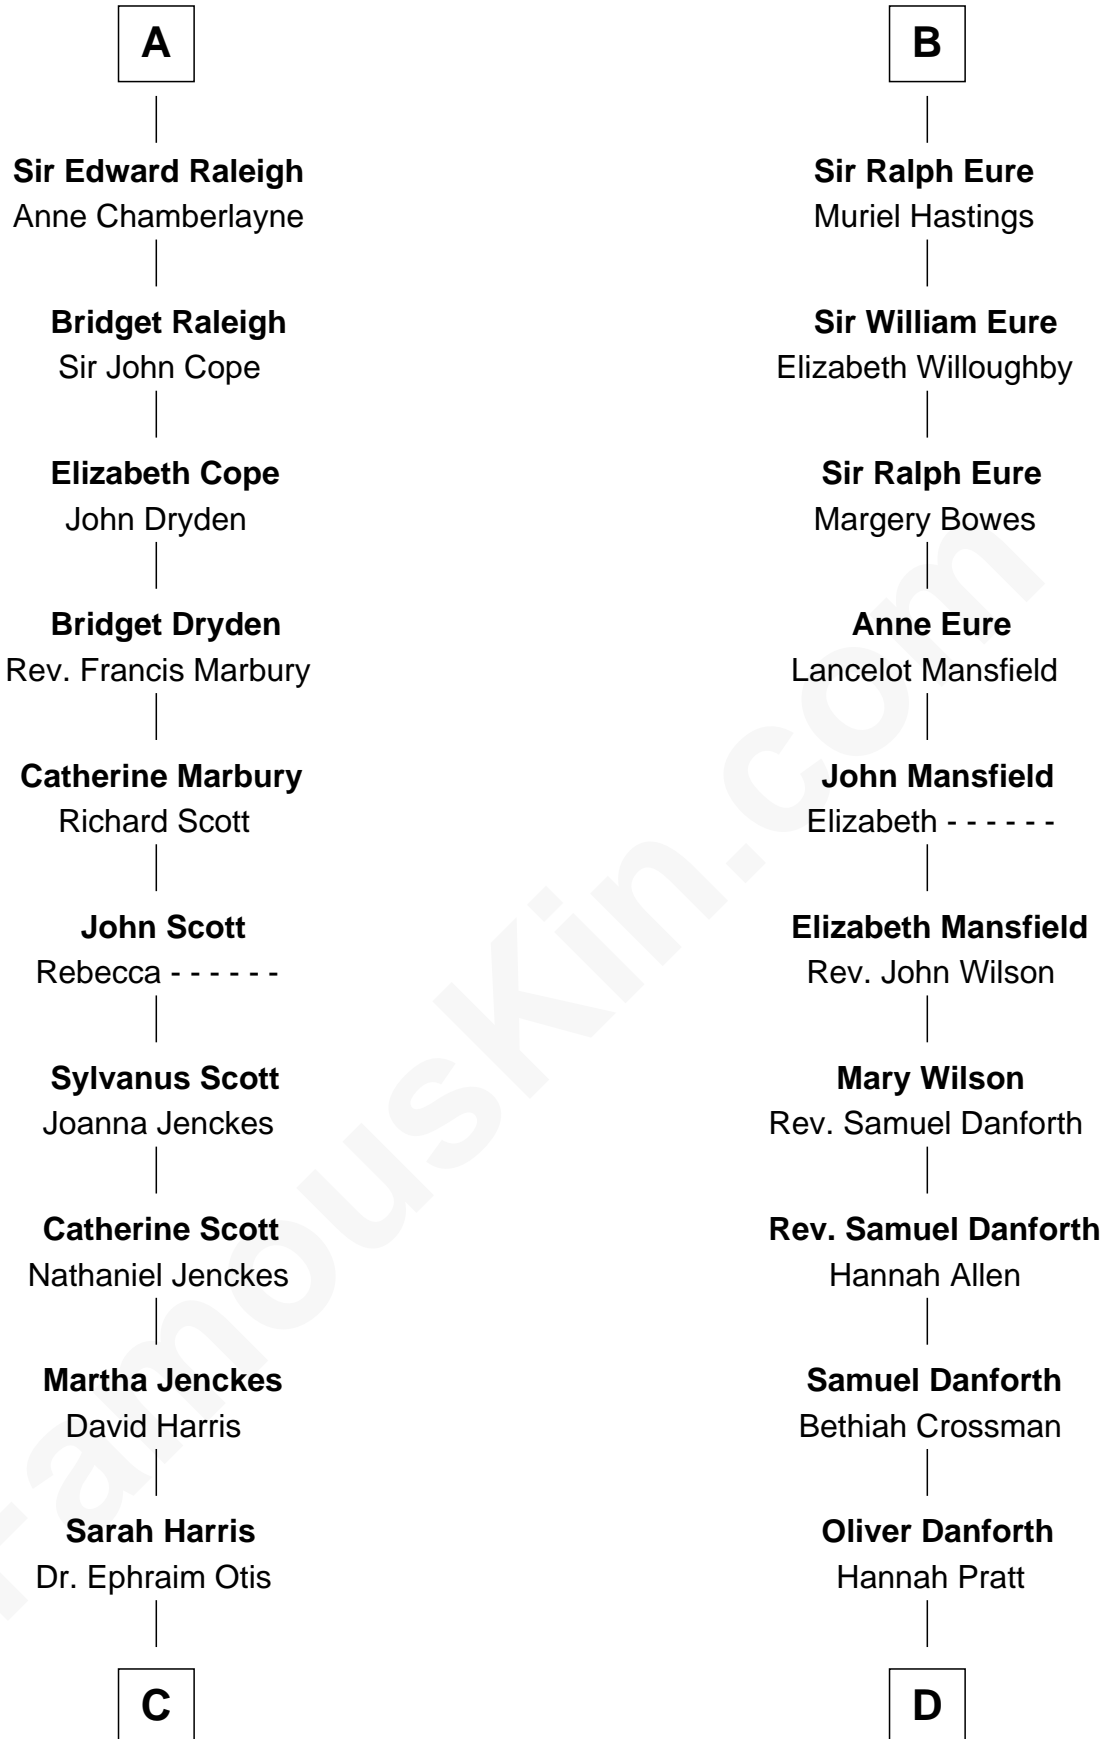 A
Sir Edward Raleigh
Anne Chamberlayne
Bridget Raleigh
Sir John Cope
Elizabeth Cope
John Dryden
Bridget Dryden
Rev. Francis Marbury
Catherine Marbury
Richard Scott
John Scott
Rebecca - - - - - -
Sylvanus Scott
Joanna Jenckes
Catherine Scott
Nathaniel Jenckes
Martha Jenckes
David Harris
Sarah Harris
Dr. Ephraim Otis
C
B
Sir Ralph Eure
Muriel Hastings
Sir William Eure
Elizabeth Willoughby
Sir Ralph Eure
Margery Bowes
Anne Eure
Lancelot Mansfield
John Mansfield
Elizabeth - - - - - -
Elizabeth Mansfield
Rev. John Wilson
Mary Wilson
Rev. Samuel Danforth
Rev. Samuel Danforth
Hannah Allen
Samuel Danforth
Bethiah Crossman
Oliver Danforth
Hannah Pratt
D
FamousKin.com